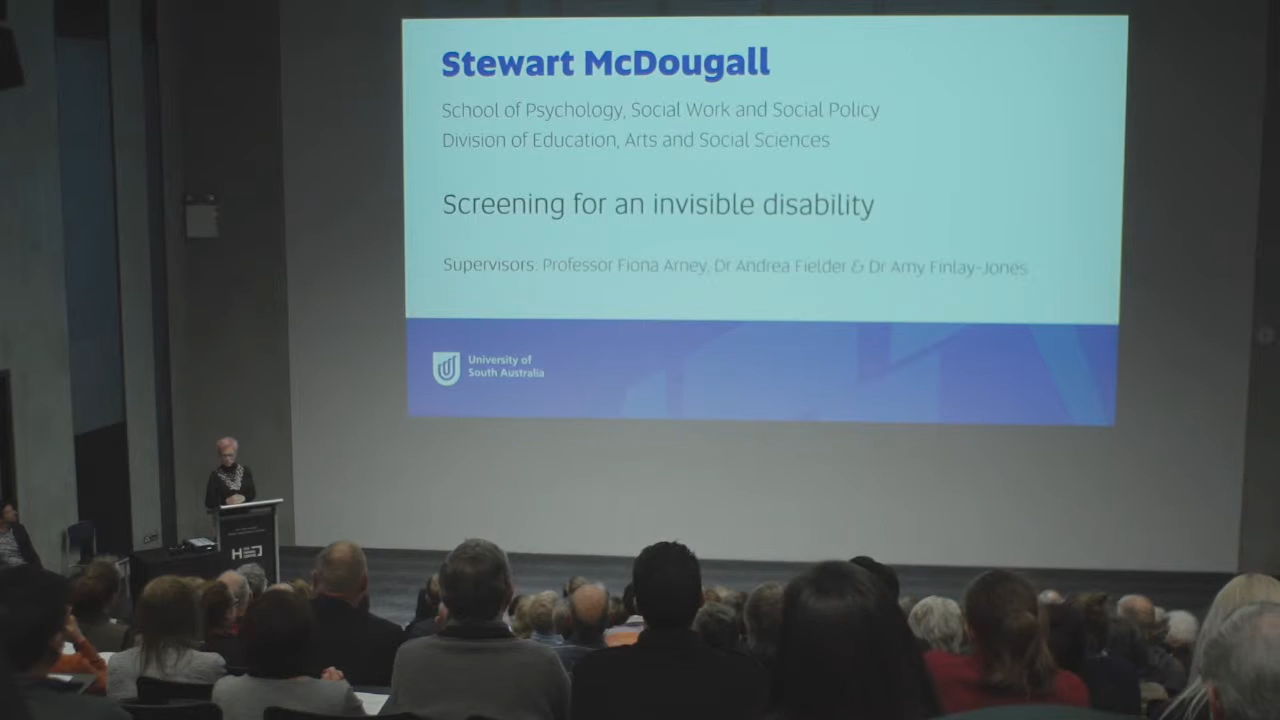 Stewart McDougall
School of Psychology, Social Work and Social Policy
Division of Education, Arts and Social Sciences
Screening for an invisible disability
Supervisors: Professor Fiona Arney, Dr Andrea Fielder & Dr Amy Finlay-Jones
University of
South Australia